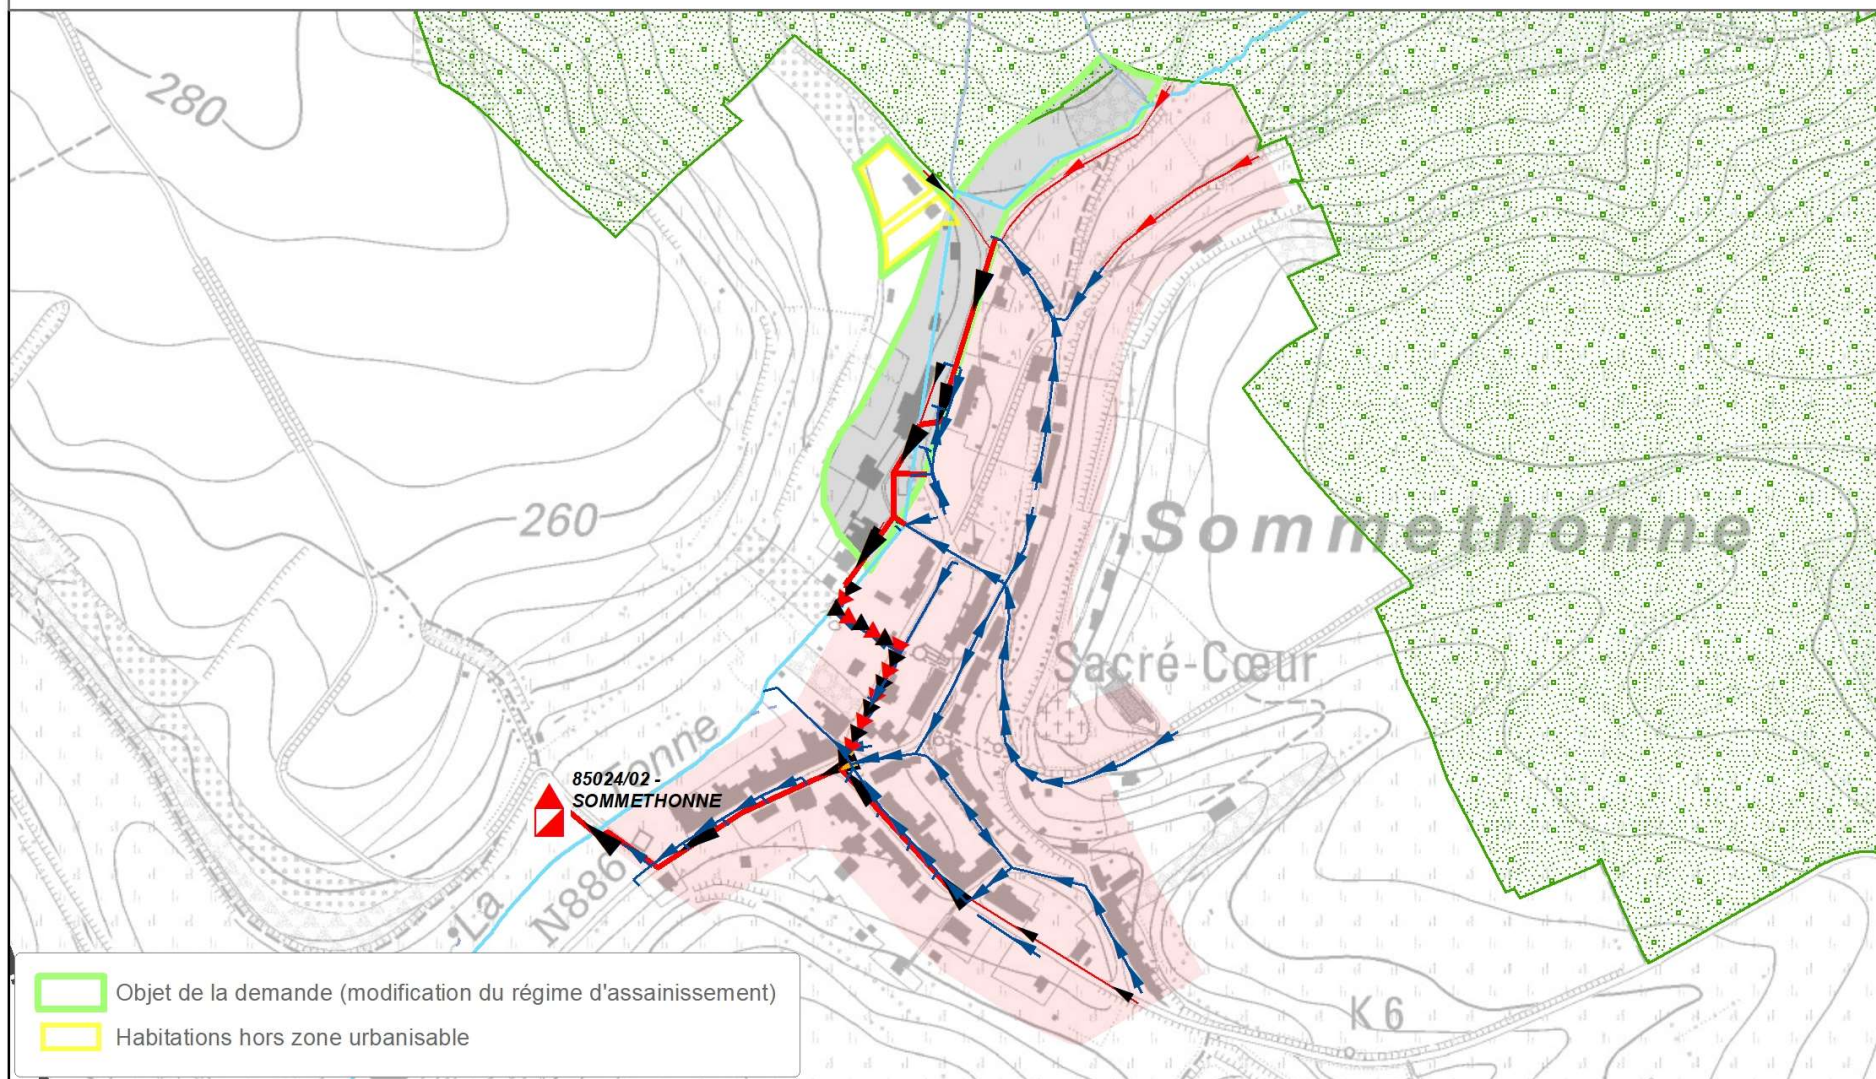 280
260
Sommethonne
Sacré-Cœur
85024/02 -
SOMMETHONNE
La
onne
N886
K 6
Objet de la demande (modification du régime d'assainissement)
Habitations hors zone urbanisable